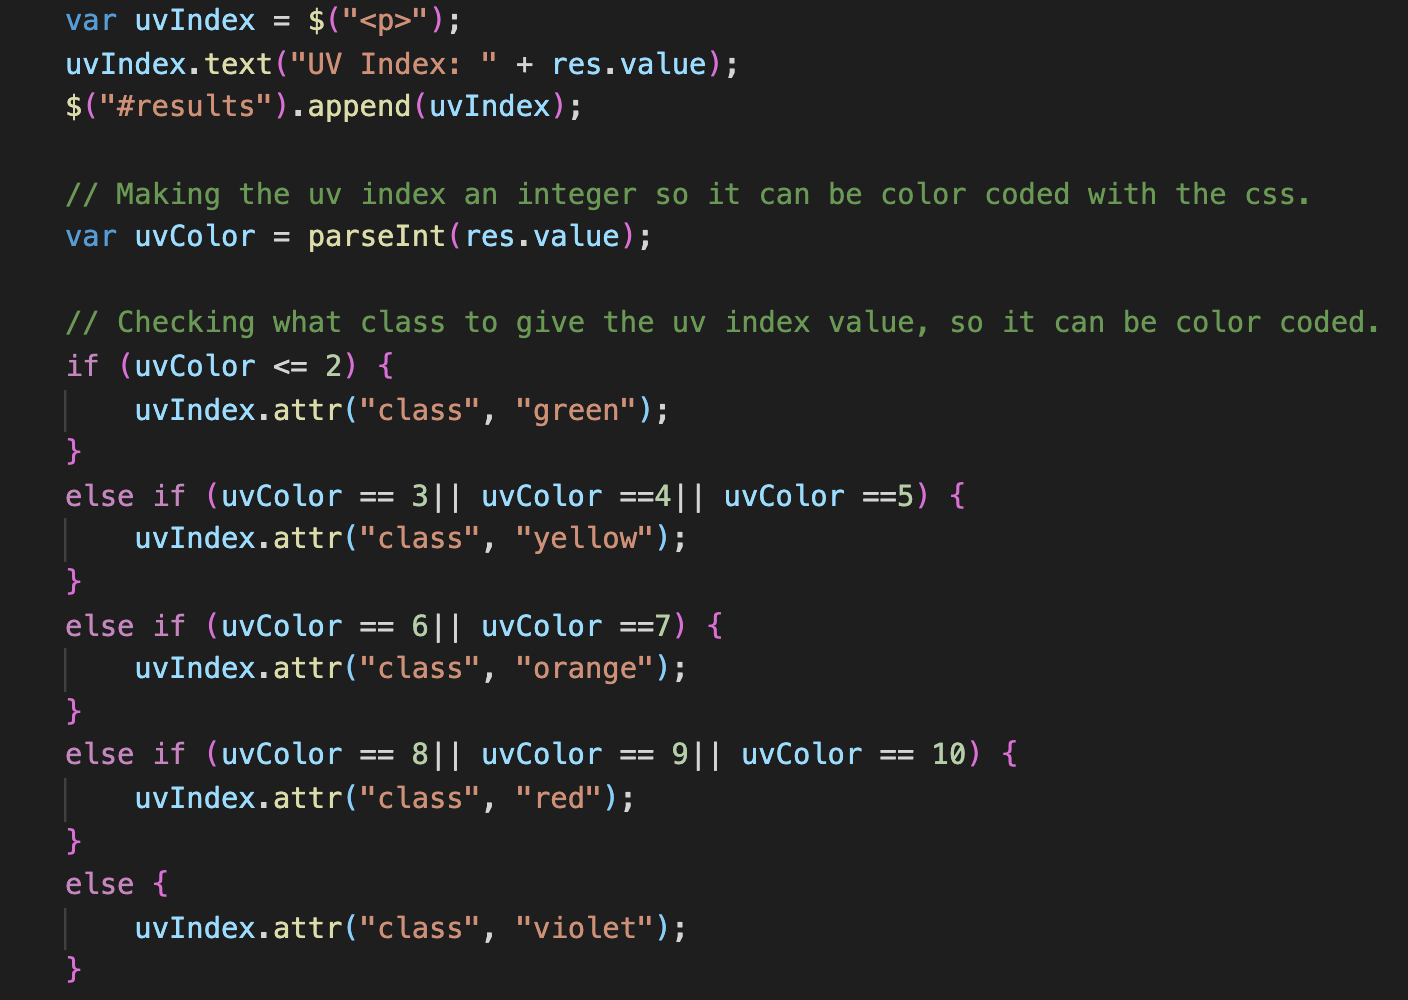 var uvIndex = $("<p>");
uvIndex.text("UV Index: " + res.value);
$("#results").append(uvIndex);
// Making the uv index an integer so it can be color coded with the css.
var uvColor = parseInt(res.value);
// Checking what class to give the uv index value, so it can be color coded.
if (uvColor <= 2) {
    uvIndex.attr("class", "green");
}
else if (uvColor == 3|| uvColor ==4|| uvColor ==5) {
    uvIndex.attr("class", "yellow");
}
else if (uvColor == 6|| uvColor ==7) {
    uvIndex.attr("class", "orange");
}
else if (uvColor == 8|| uvColor == 9|| uvColor == 10) {
    uvIndex.attr("class", "red");
}
else {
    uvIndex.attr("class", "violet");
}